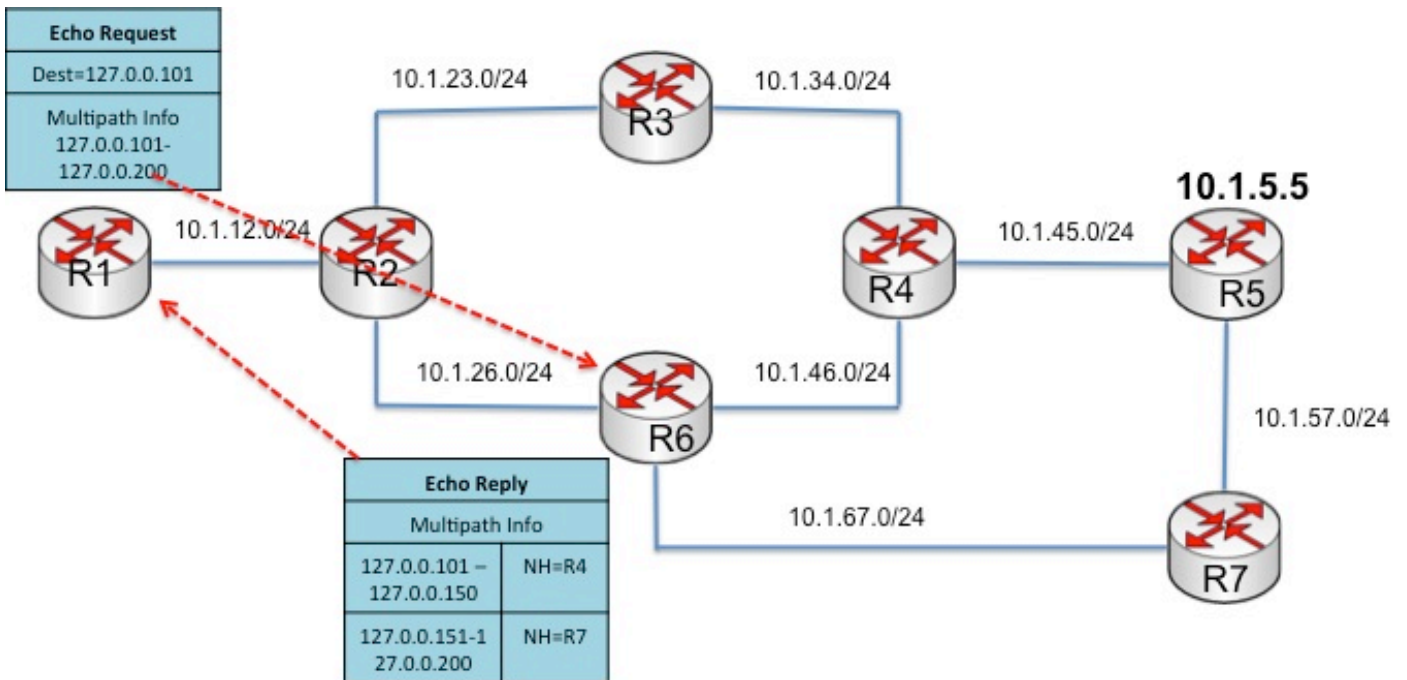 Echo Request
Dest=127.0.0.101
Multipath Info
127.0.0.101-
127.0.0.200
10.1.23.0/24
R3
10.1.34.0/24
10.1.5.5
R1
10.1.12.0/24
R2
R4
10.1.45.0/24
R5
10.1.26.0/24
R6
10.1.46.0/24
10.1.57.0/24
Echo Reply
Multipath Info
127.0.0.101 –
127.0.0.150
NH=R4
127.0.0.151-1
27.0.0.200
NH=R7
10.1.67.0/24
R7